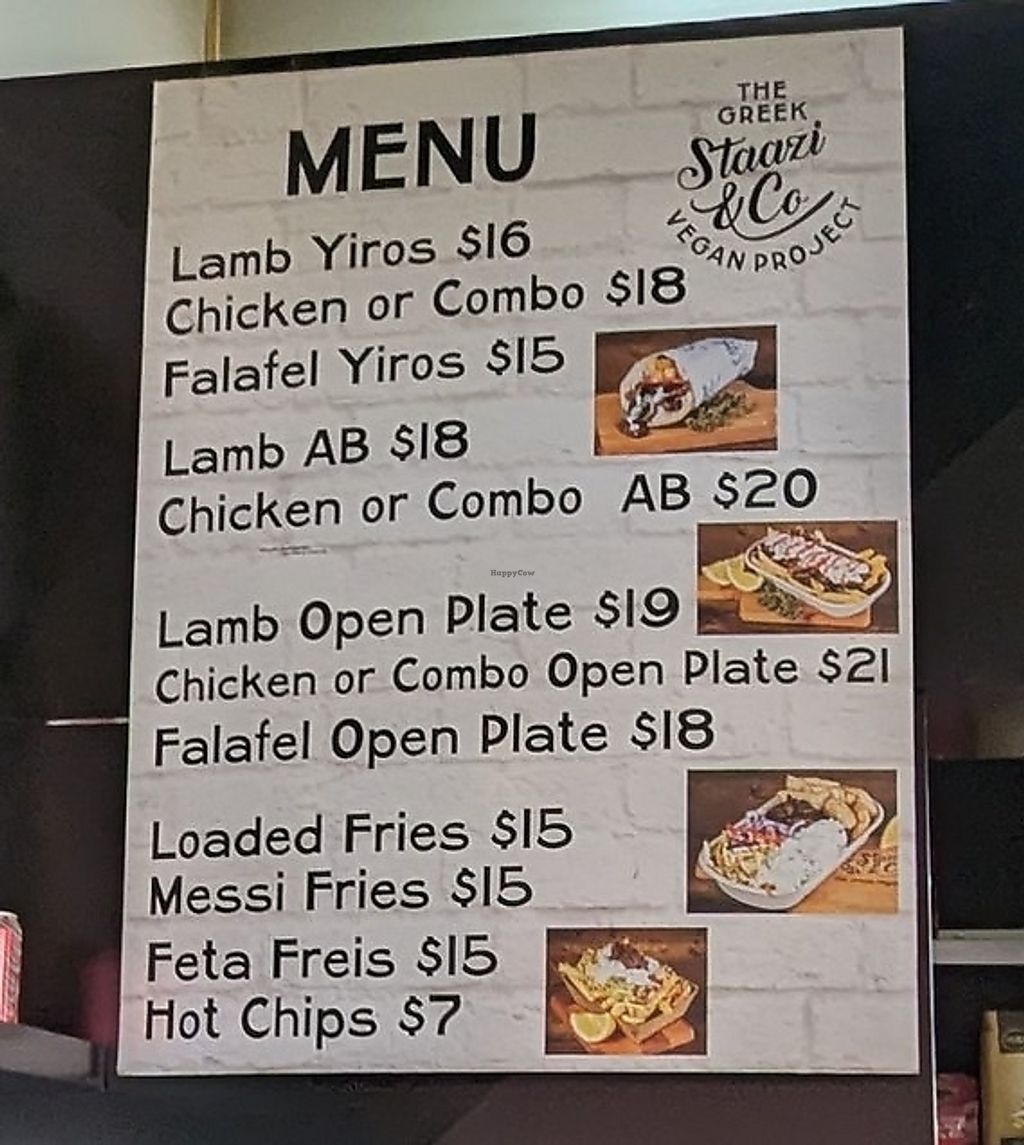 MENU
THE
GREEK
Staazi
& Co
VEGAN PROJECT
Lamb Yiros $16
Chicken or Combo $18
Falafel Yiros $15
Lamb AB $18
Chicken or Combo AB $20
HappyCow
Lamb Open Plate $19
Chicken or Combo Open Plate $21
Falafel Open Plate $18
Loaded Fries $15
Messi Fries $15
Feta Freis $15
Hot Chips $7